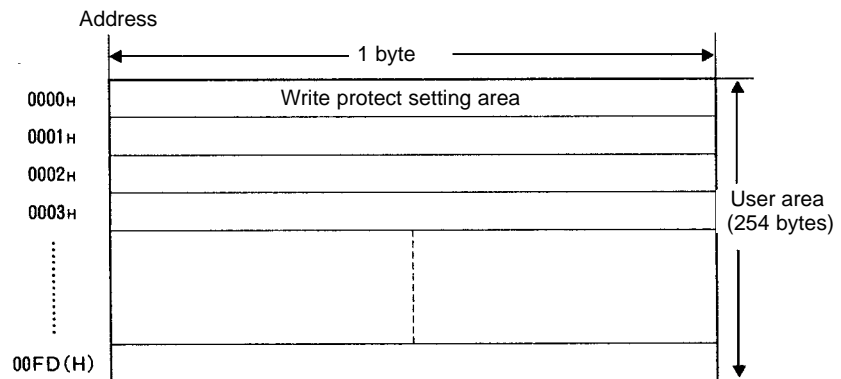 Address
1 byte
0000H
Write protect setting area
0001H
0002H
0003H
User area
(254 bytes)
00FD(H)